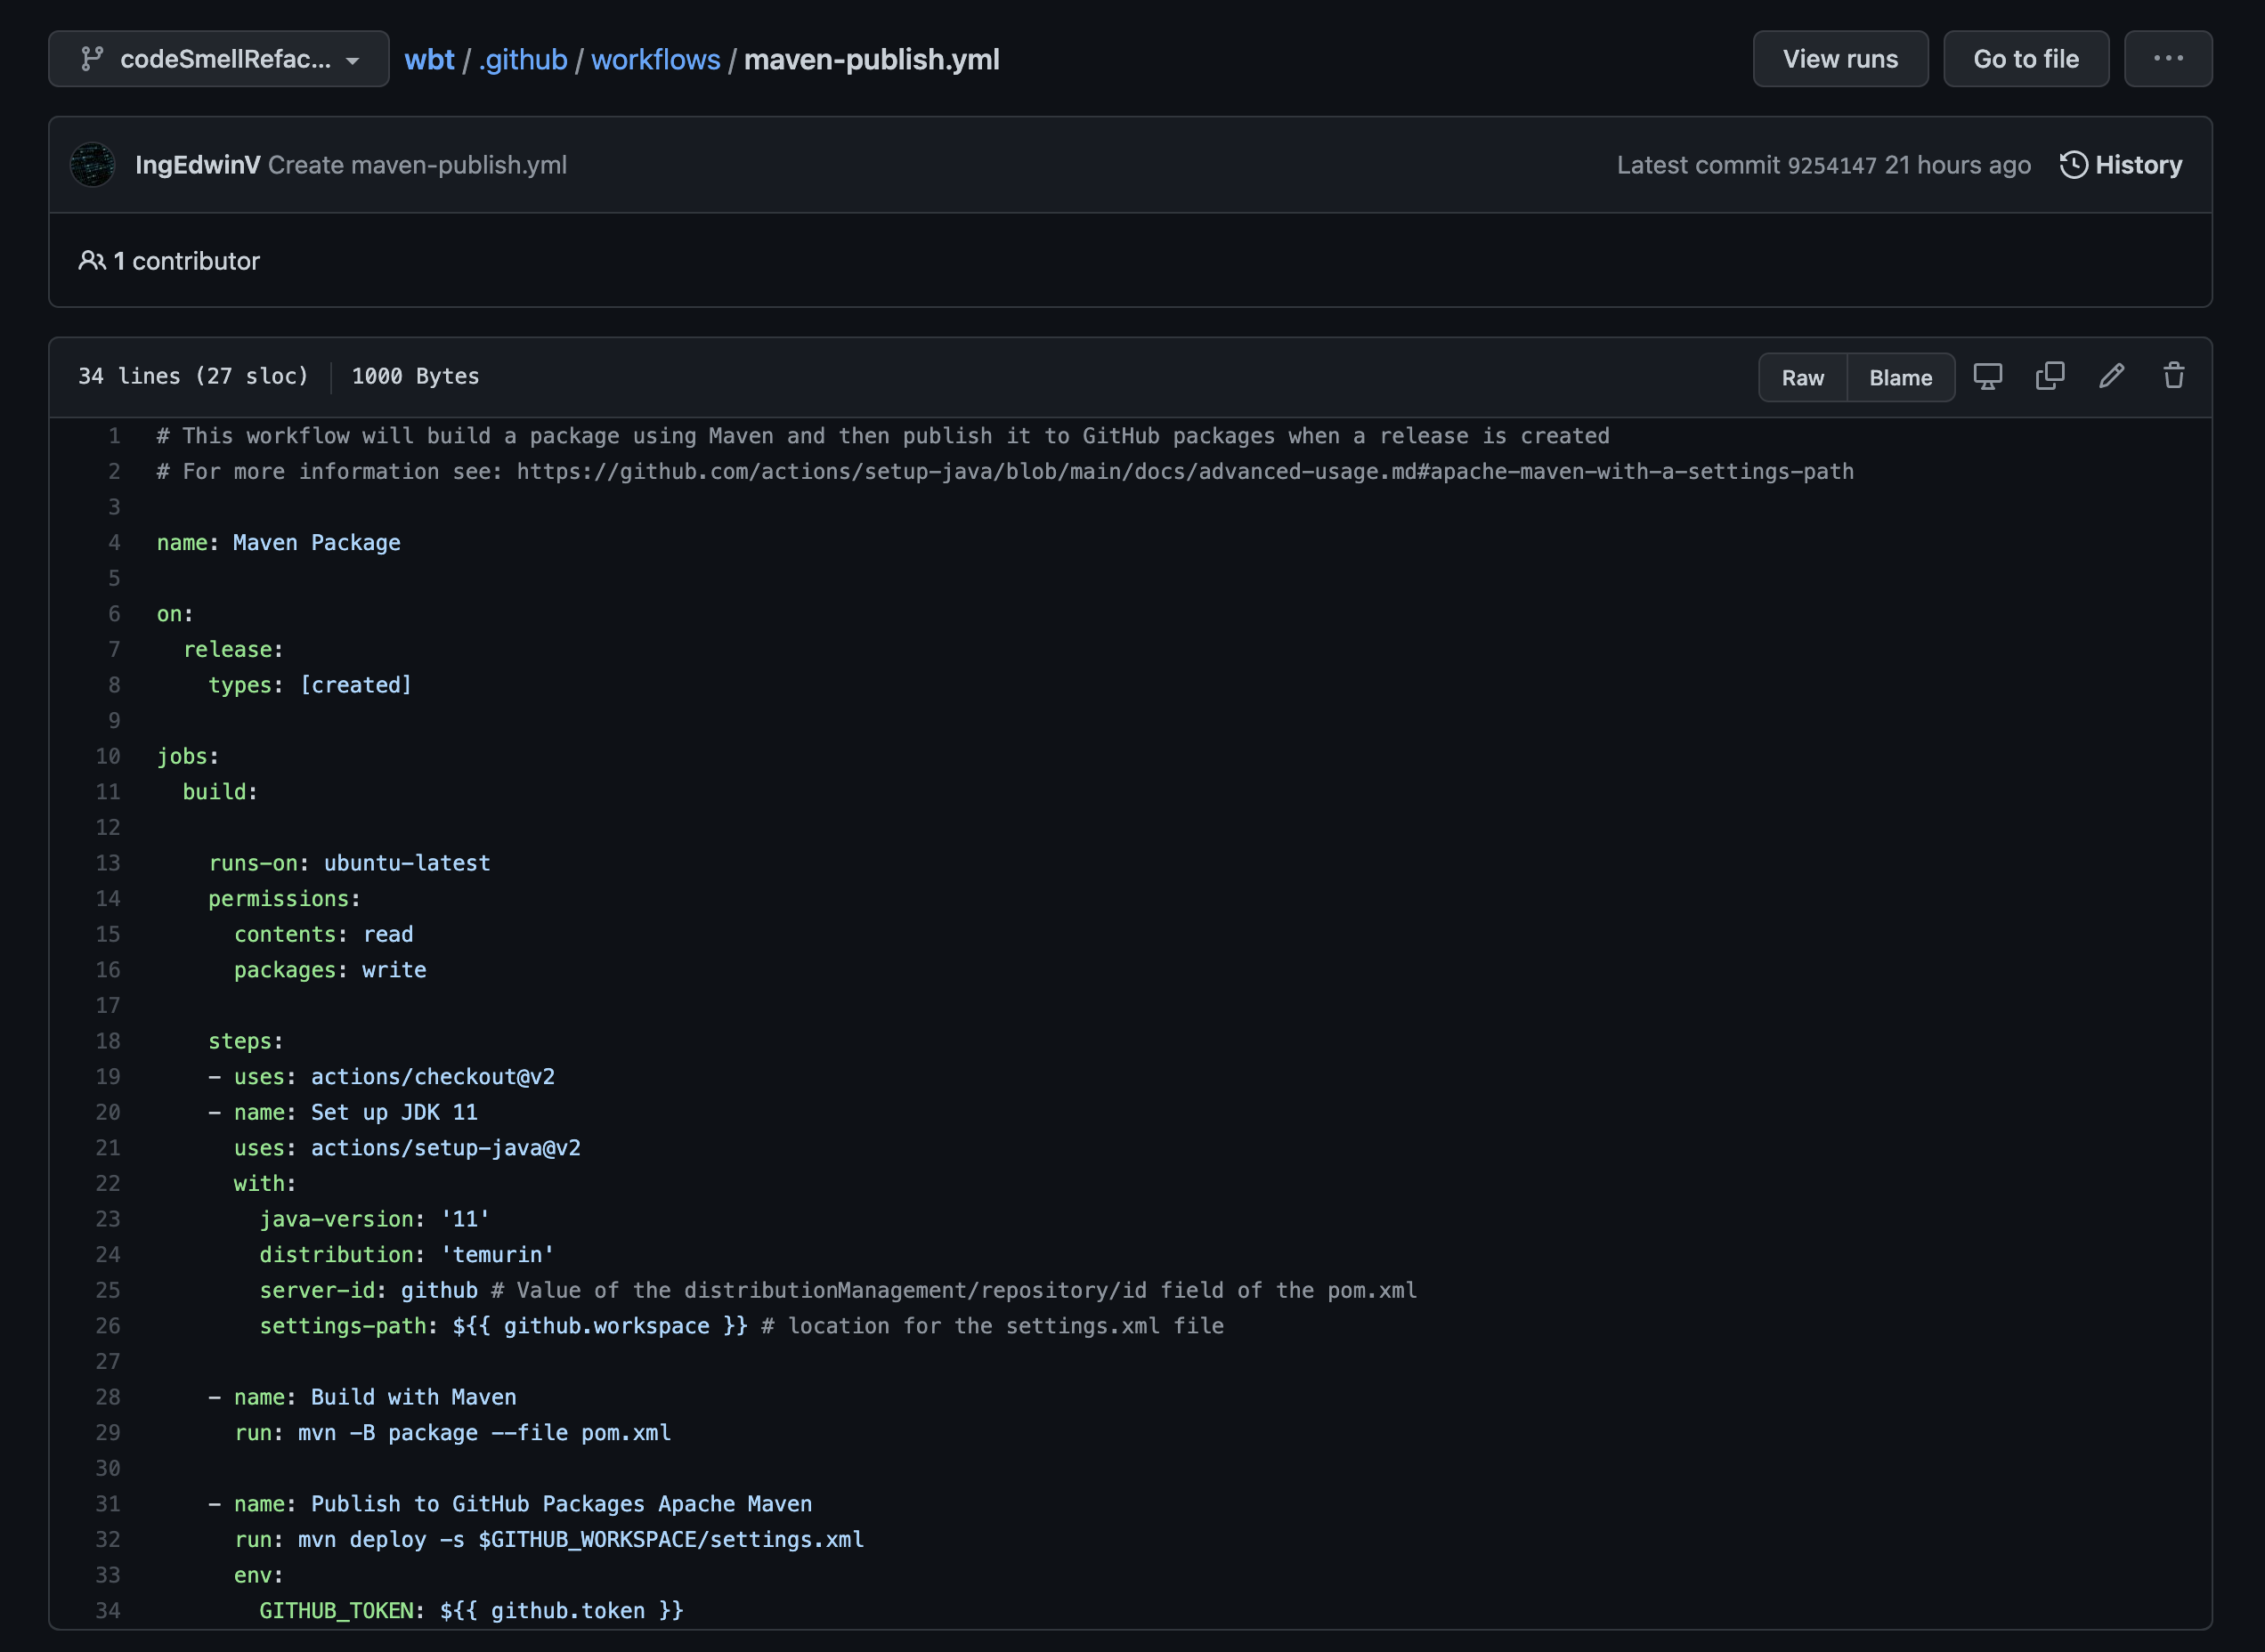 codeSmellRefac... wbt / .github / workflows / maven-publish.yml View runs Go to file ...
IngEdwinV Create maven-publish.yml Latest commit 9254147 21 hours ago History
1 contributor
34 lines (27 sloc) 1000 Bytes Raw Blame
1 # This workflow will build a package using Maven and then publish it to GitHub packages when a release is created
2 # For more information see: https://github.com/actions/setup-java/blob/main/docs/advanced-usage.md#apache-maven-with-a-settings-path
3
4 name: Maven Package
5
6 on:
7   release:
8     types: [created]
9
10 jobs:
11   build:
12
13     runs-on: ubuntu-latest
14     permissions:
15       contents: read
16       packages: write
17
18     steps:
19     - uses: actions/checkout@v2
20     - name: Set up JDK 11
21       uses: actions/setup-java@v2
22       with:
23         java-version: '11'
24         distribution: 'temurin'
25         server-id: github # Value of the distributionManagement/repository/id field of the pom.xml
26         settings-path: ${{ github.workspace }} # location for the settings.xml file
27
28     - name: Build with Maven
29       run: mvn -B package --file pom.xml
30
31     - name: Publish to GitHub Packages Apache Maven
32       run: mvn deploy -s $GITHUB_WORKSPACE/settings.xml
33       env:
34         GITHUB_TOKEN: ${{ github.token }}